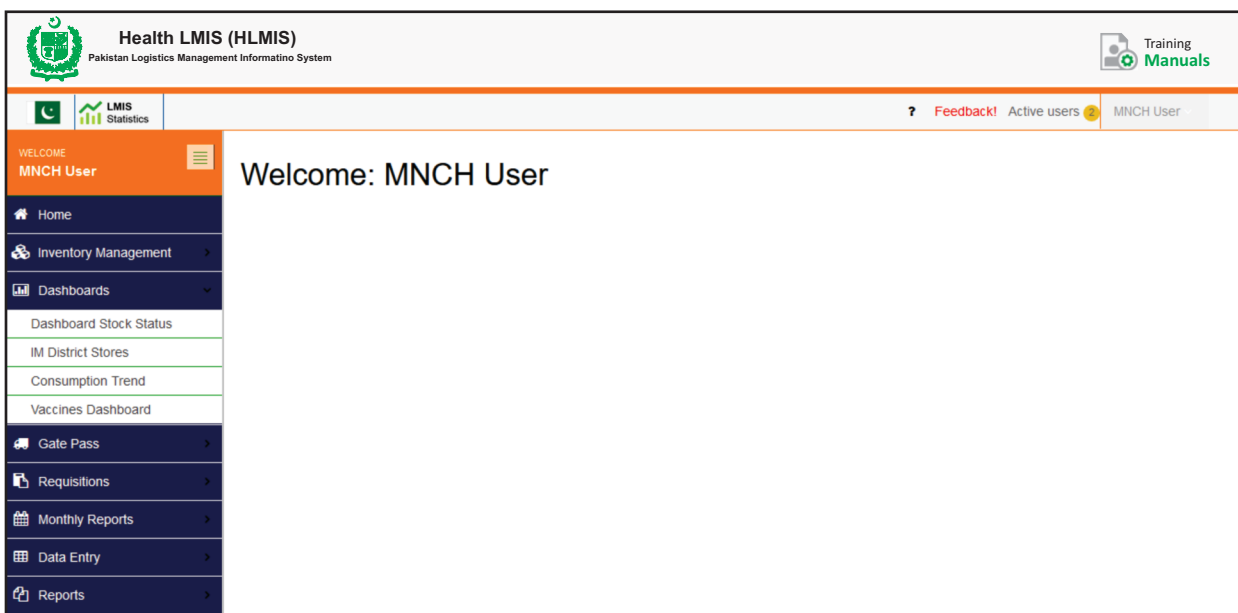 Health LMIS (HLMIS)
Pakistan Logistics Management Informatino System
Training
Manuals
LMIS
Statistics
? Feedback! Active users 2 MNCH User
WELCOME
MNCH User
Welcome: MNCH User
Home
Inventory Management
Dashboards
Dashboard Stock Status
IM District Stores
Consumption Trend
Vaccines Dashboard
Gate Pass
Requisitions
Monthly Reports
Data Entry
Reports